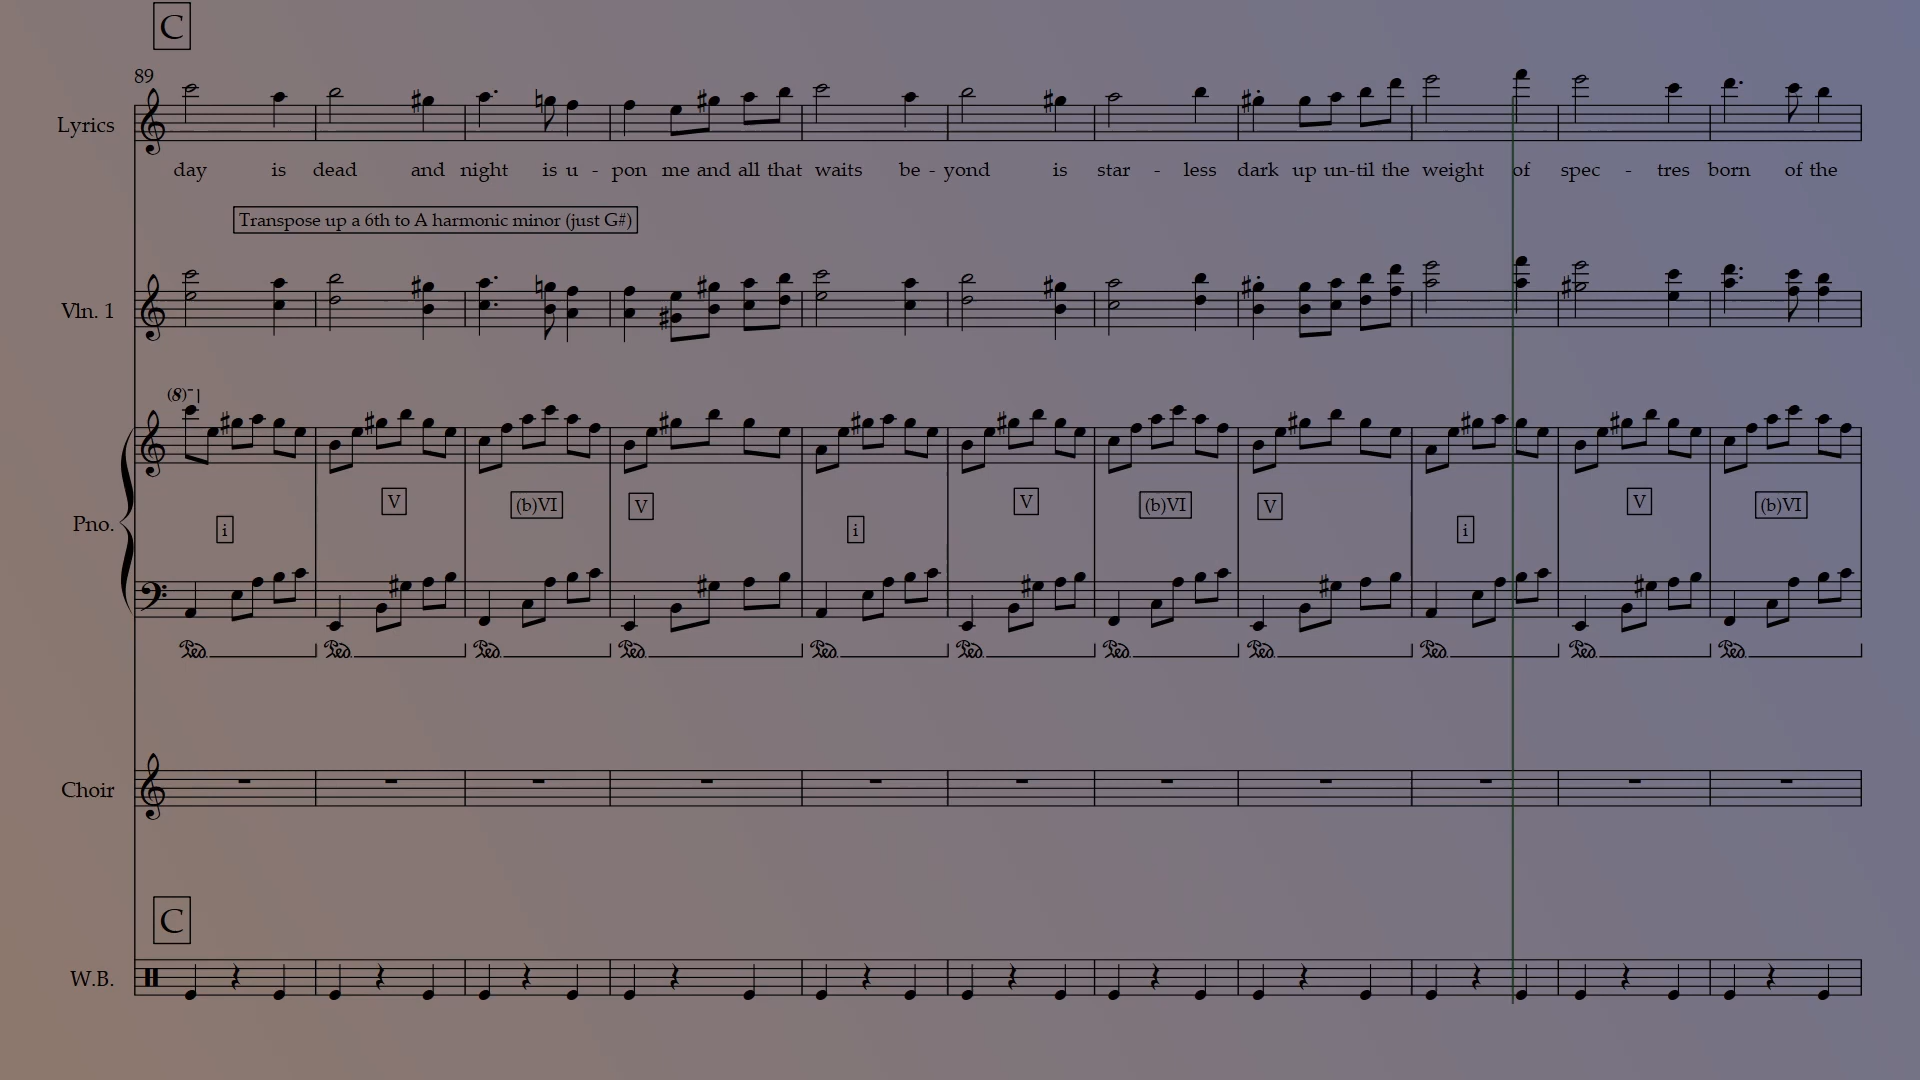 C
89
Lyrics
day is dead and night is u - pon me and all that waits be - yond is star - less dark up un-til the weight of spec - tres born of the
Transpose up a 6th to A harmonic minor (just G#)
Vln. 1
(8)
Pno.
i V (b)VI V i V (b)VI V i V (b)VI
Choir
C
W.B.